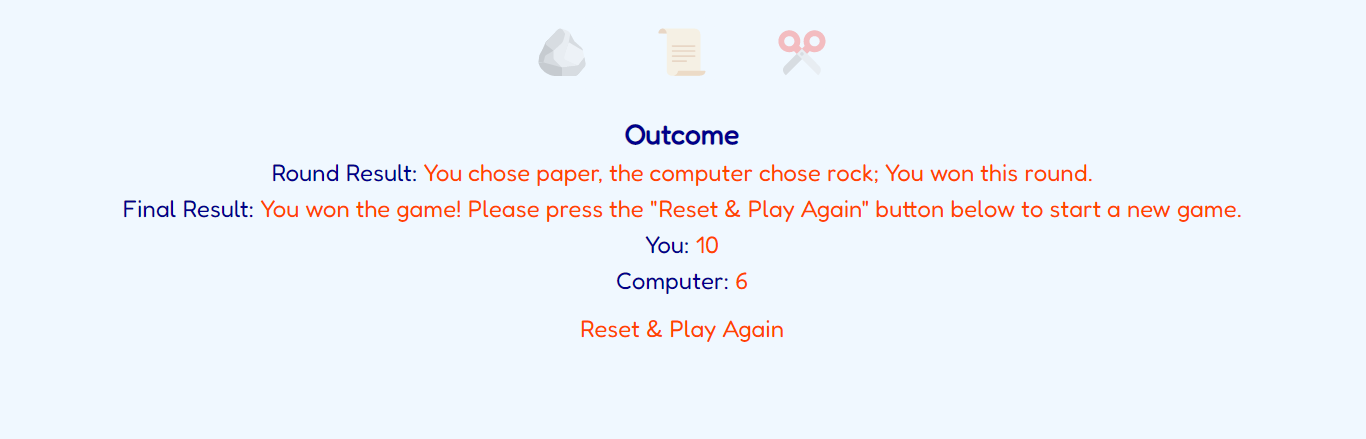 Outcome
Round Result: You chose paper, the computer chose rock; You won this round.
Final Result: You won the game! Please press the "Reset & Play Again" button below to start a new game.
You: 10
Computer: 6
Reset & Play Again